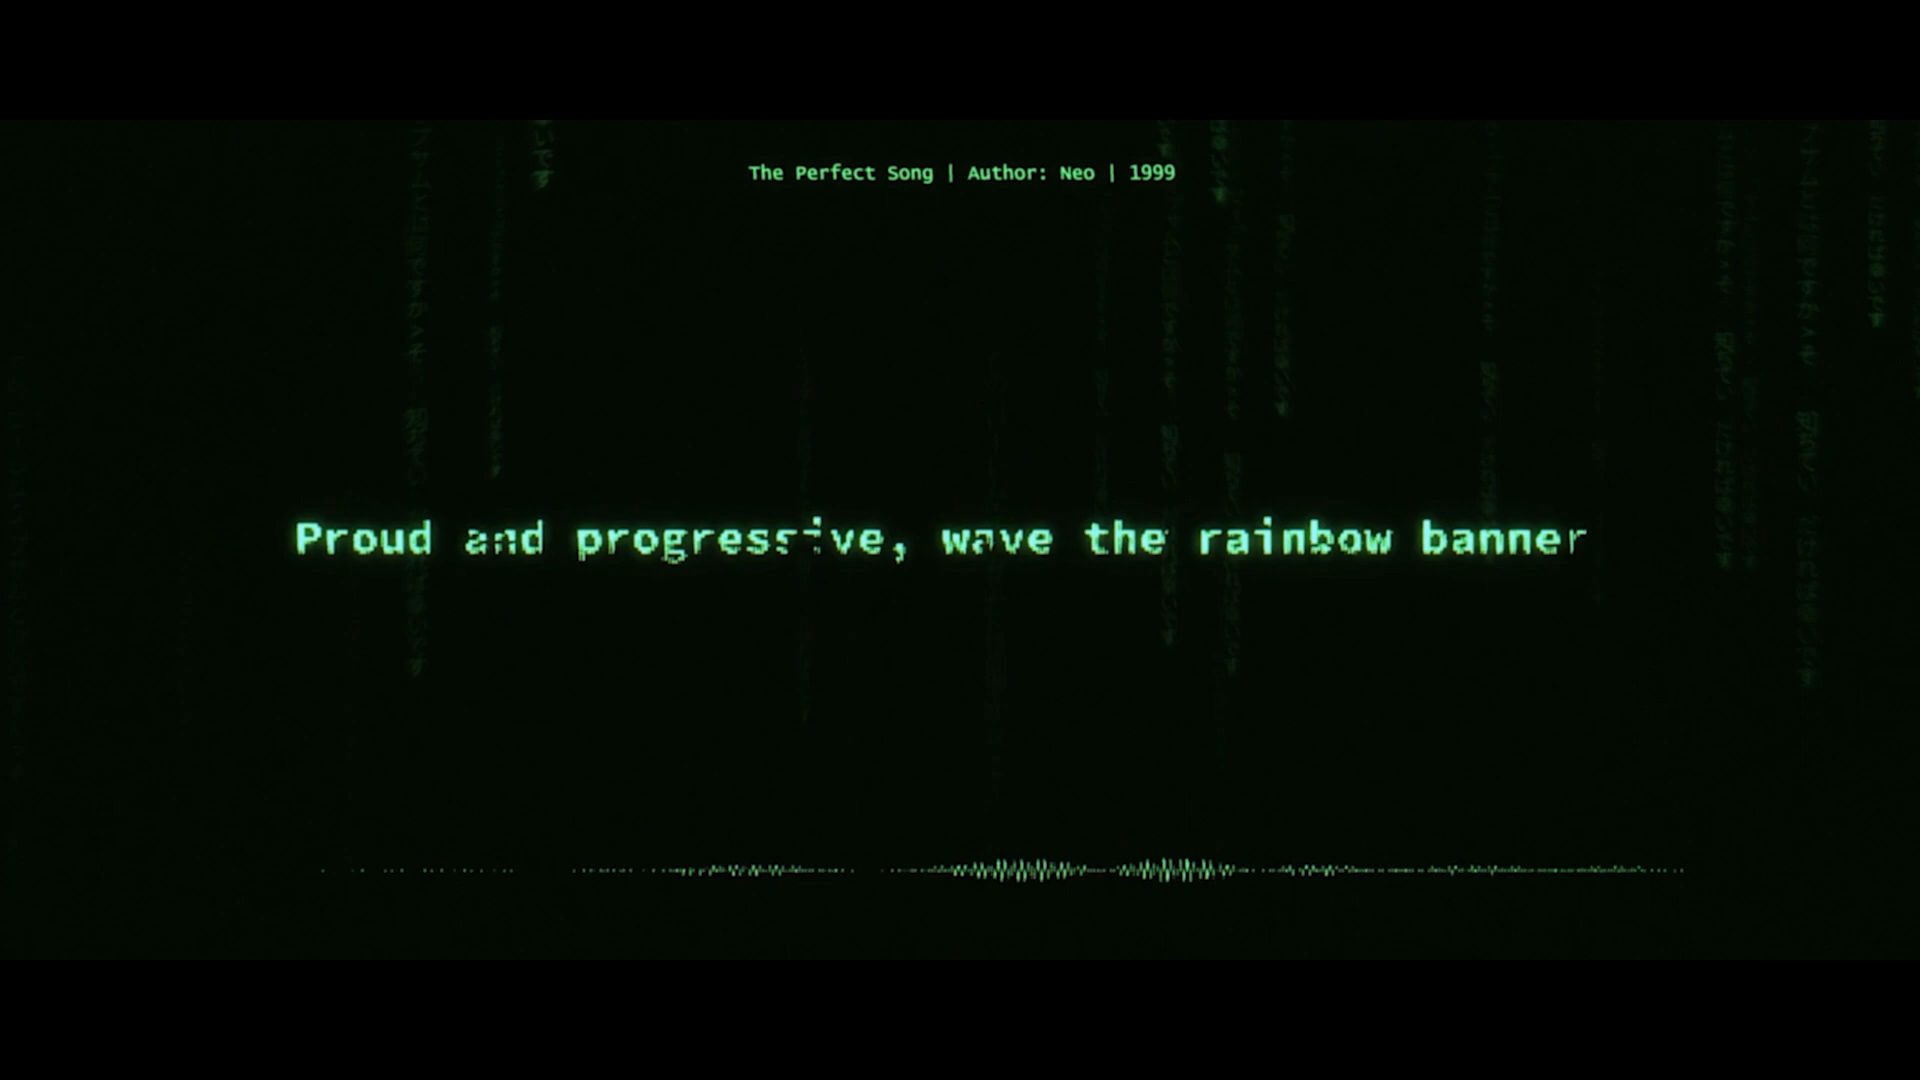 The Perfect Song | Author: Neo | 1999
Proud and progressive, wave the rainbow banner